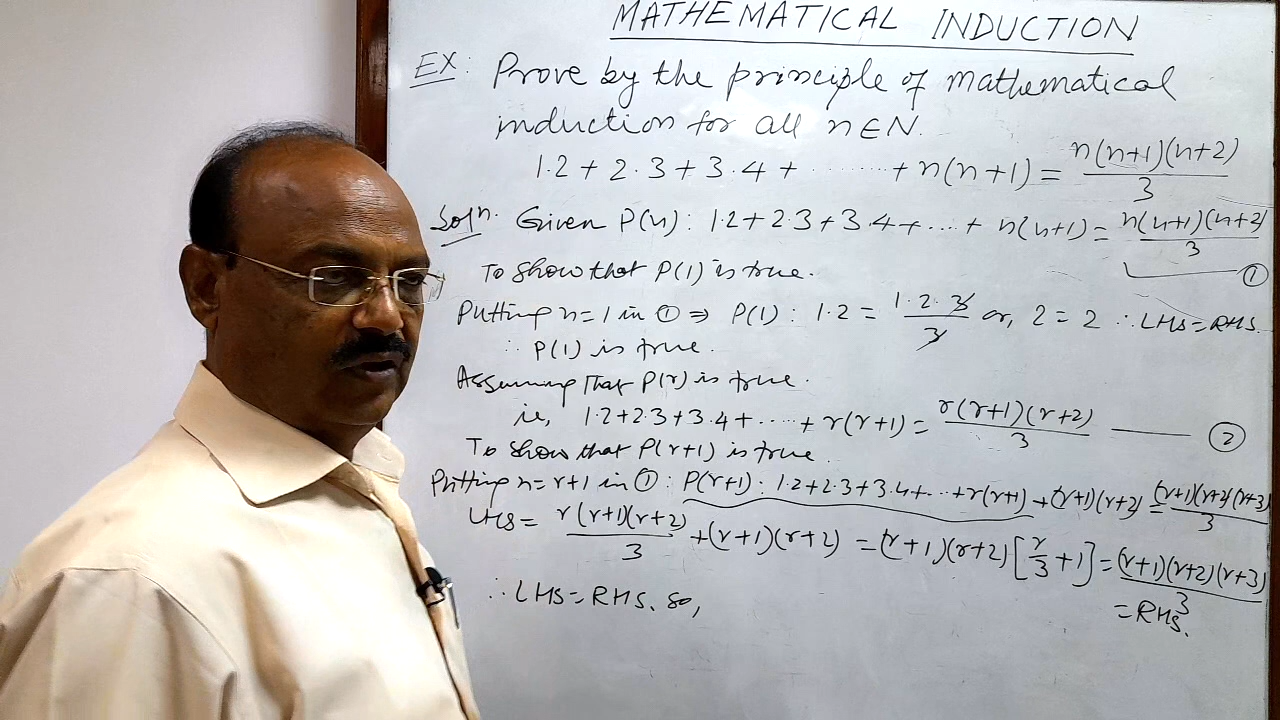 MATHEMATICAL INDUCTION
EX: Prove by the principle of mathematical
induction for all n∈N.
1.2 + 2.3 + 3.4 + ........ + n(n+1) = n(n+1)(n+2)/3
Solⁿ. Given P(n): 1.2+2.3+3.4+....+ n(n+1) = n(n+1)(n+2)/3 ①
To show that P(1) is true.
Putting n=1 in ① ⇒ P(1): 1.2 = 1.2.3/3 or, 2 = 2 ∴ LHS = RHS.
∴ P(1) is true.
Assuming that P(r) is true.
ie, 1.2+2.3+3.4+.....+ r(r+1) = r(r+1)(r+2)/3 —— ②
To show that P(r+1) is true.
Putting n=r+1 in ①: P(r+1): 1.2+2.3+3.4+...+r(r+1)+(r+1)(r+2) = (r+1)(r+2)(r+3)/3
LHS = r(r+1)(r+2)/3 +(r+1)(r+2) = (r+1)(r+2)[r/3+1] = (r+1)(r+2)(r+3)/3
= RHS.
∴ LHS = RHS. so,